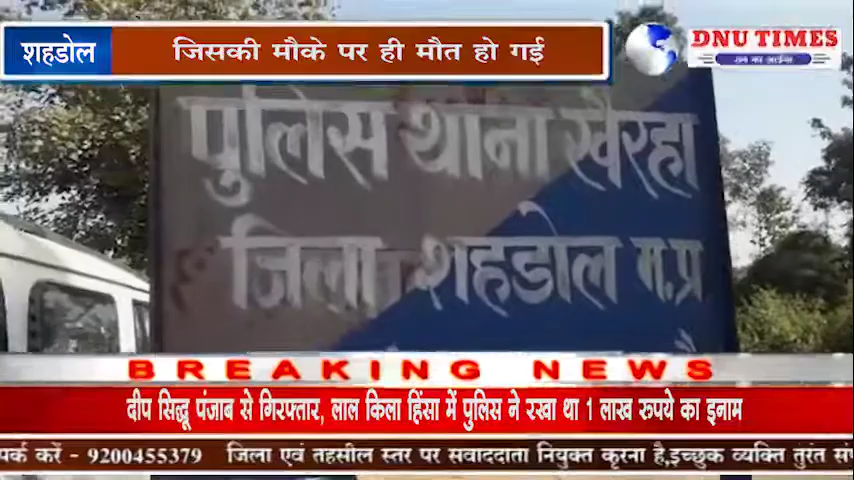 शहडोल
जिसकी मौके पर ही मौत हो गई
DNU TIMES
पुलिस थाना खैरहा
जिला शहडोल म.प्र
BREAKING NEWS
दीप सिद्धू पंजाब से गिरफ्तार, लाल किला हिंसा में पुलिस ने रखा था 1 लाख रूपये का इनाम
पर्क करें - 9200455379 जिला एवं तहसील स्तर पर सवाददाता नियुक्त करना है,इच्छुक व्यक्ति तुरंत संप